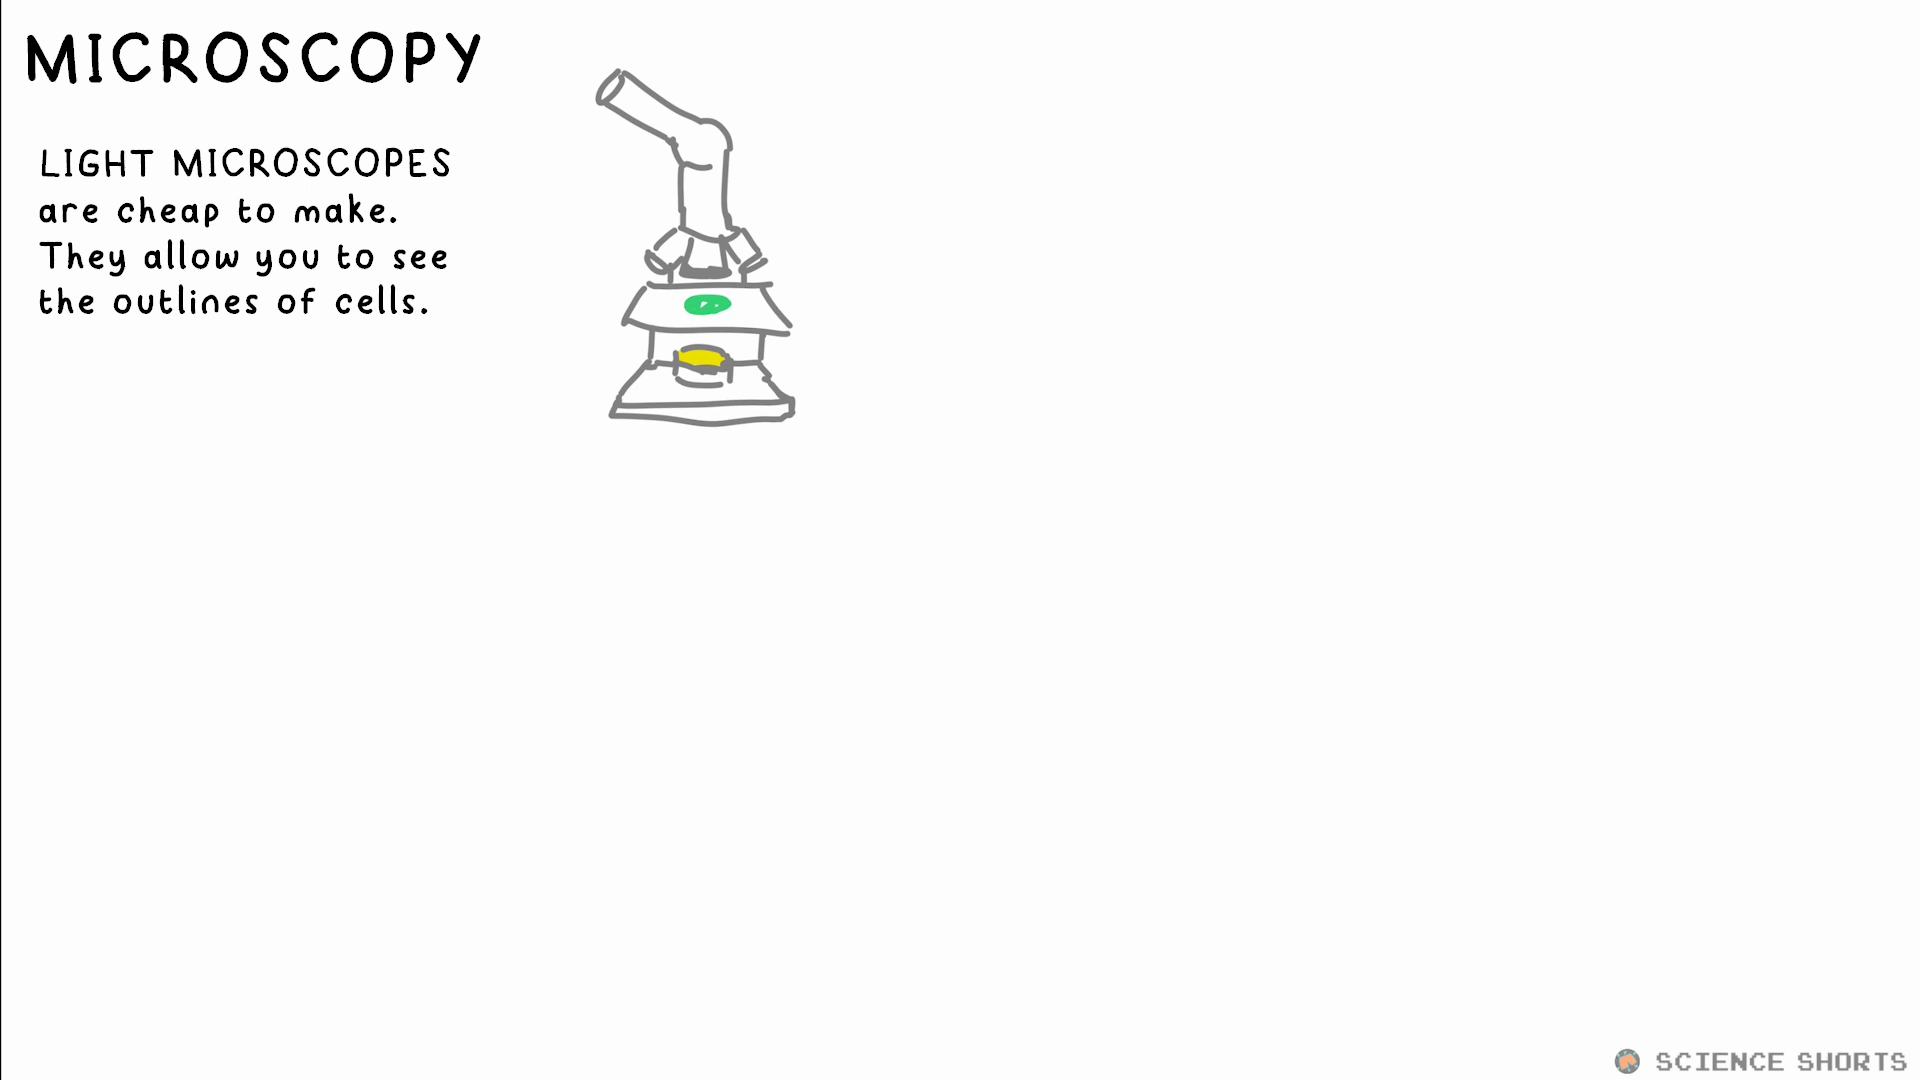 MICROSCOPY
LIGHT MICROSCOPES
are cheap to make.
They allow you to see
the outlines of cells.
SCIENCE SHORTS